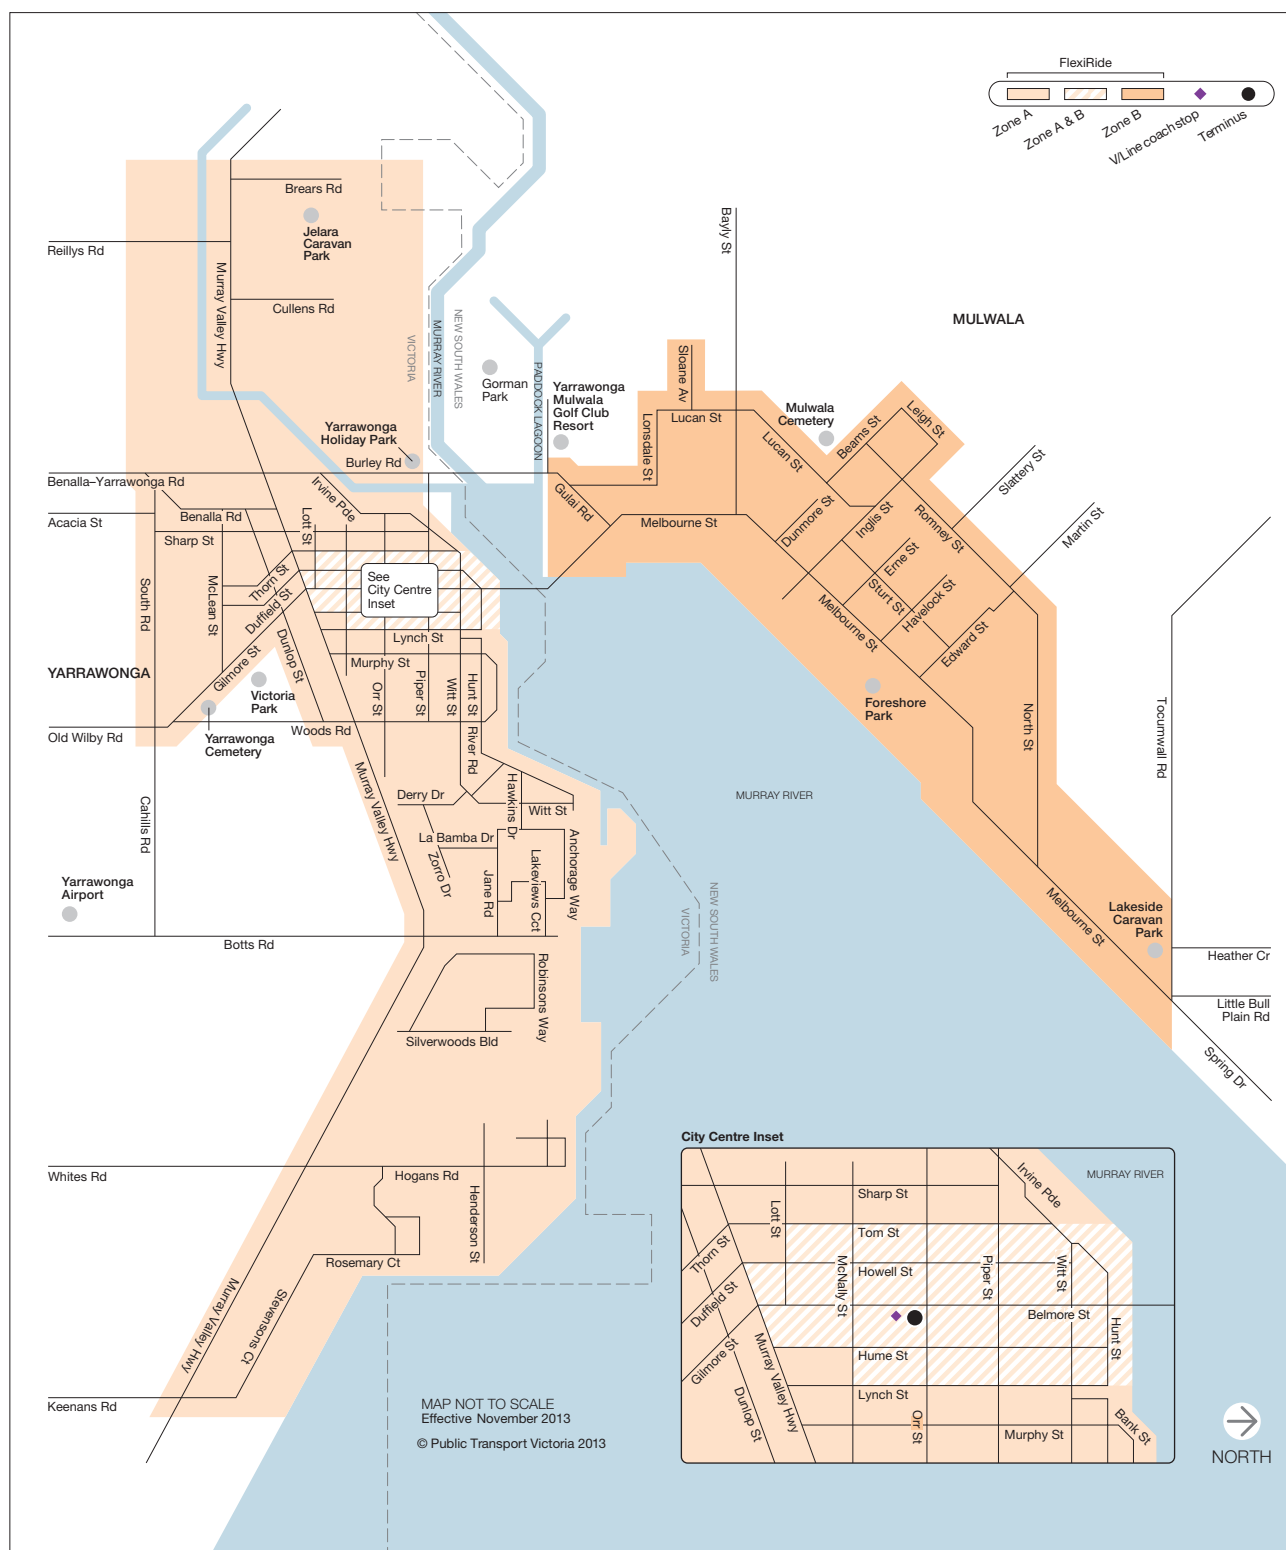 FlexiRide
Zone A
Zone A & B
Zone B
V/Line coach stop
Terminus
Brears Rd
Jelara
Caravan
Park
Reillys Rd
Murray Valley Hwy
Cullens Rd
VICTORIA
MURRAY RIVER
NEW SOUTH WALES
Gorman
Park
PADDOCK LAGOON
Yarrawonga
Mulwala
Golf Club
Resort
Yarrawonga
Holiday Park
Burley Rd
Bayly St
MULWALA
Sloane Av
Lucan St
Lonsdale St
Lucan St
Mulwala
Cemetery
Beams St
Leigh St
Slattery St
Martin St
Romney St
Inglis St
Dunmore St
Erne St
Sturt St
Havelock St
Edward St
Gulai Rd
Melbourne St
Melbourne St
Foreshore
Park
North St
Tocumwall Rd
Melbourne St
Lakeside
Caravan
Park
Heather Cr
Little Bull
Plain Rd
Spring Dr
Benalla–Yarrawonga Rd
Acacia St
Benalla Rd
Sharp St
Irvine Pde
Lott St
Thorn St
Duffield St
McLean St
South Rd
Gilmore St
Dunlop St
See
City Centre
Inset
Lynch St
Murphy St
Orr St
Piper St
Witt St
Hunt St
YARRAWONGA
Victoria
Park
Yarrawonga
Cemetery
Old Wilby Rd
Woods Rd
River Rd
Murray Valley Hwy
Cahills Rd
Derry Dr
Hawkins Dr
Witt St
La Bamba Dr
Zorro Dr
Jane Rd
Lakeviews Cct
Anchorage Way
MURRAY RIVER
NEW SOUTH WALES
VICTORIA
Yarrawonga
Airport
Botts Rd
Robinsons Way
Silverwoods Bld
Whites Rd
Hogans Rd
Henderson St
Rosemary Ct
Murray Valley Hwy
Stevensons Ct
Keenans Rd
MAP NOT TO SCALE
Effective November 2013
© Public Transport Victoria 2013
City Centre Inset
MURRAY RIVER
Irvine Pde
Sharp St
Lott St
Tom St
Thorn St
Howell St
McNally St
Piper St
Witt St
Duffield St
Belmore St
Hunt St
Gilmore St
Murray Valley Hwy
Hume St
Lynch St
Dunlop St
Orr St
Murphy St
Bank St
NORTH